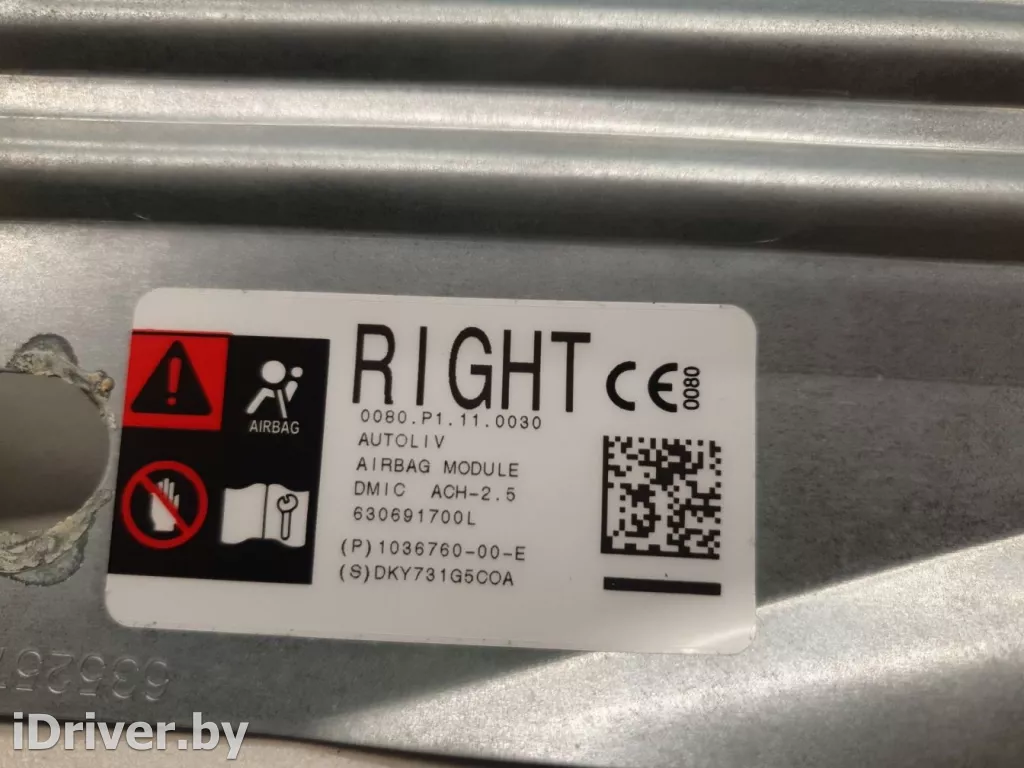 RIGHT
CE 0080
0080.P1.11.0030
AUTOLIV
AIRBAG MODULE
DMIC ACH-2.5
630691700L
(P)1036760-00-E
(S)DKY731G5COA
AIRBAG
iDriver.by